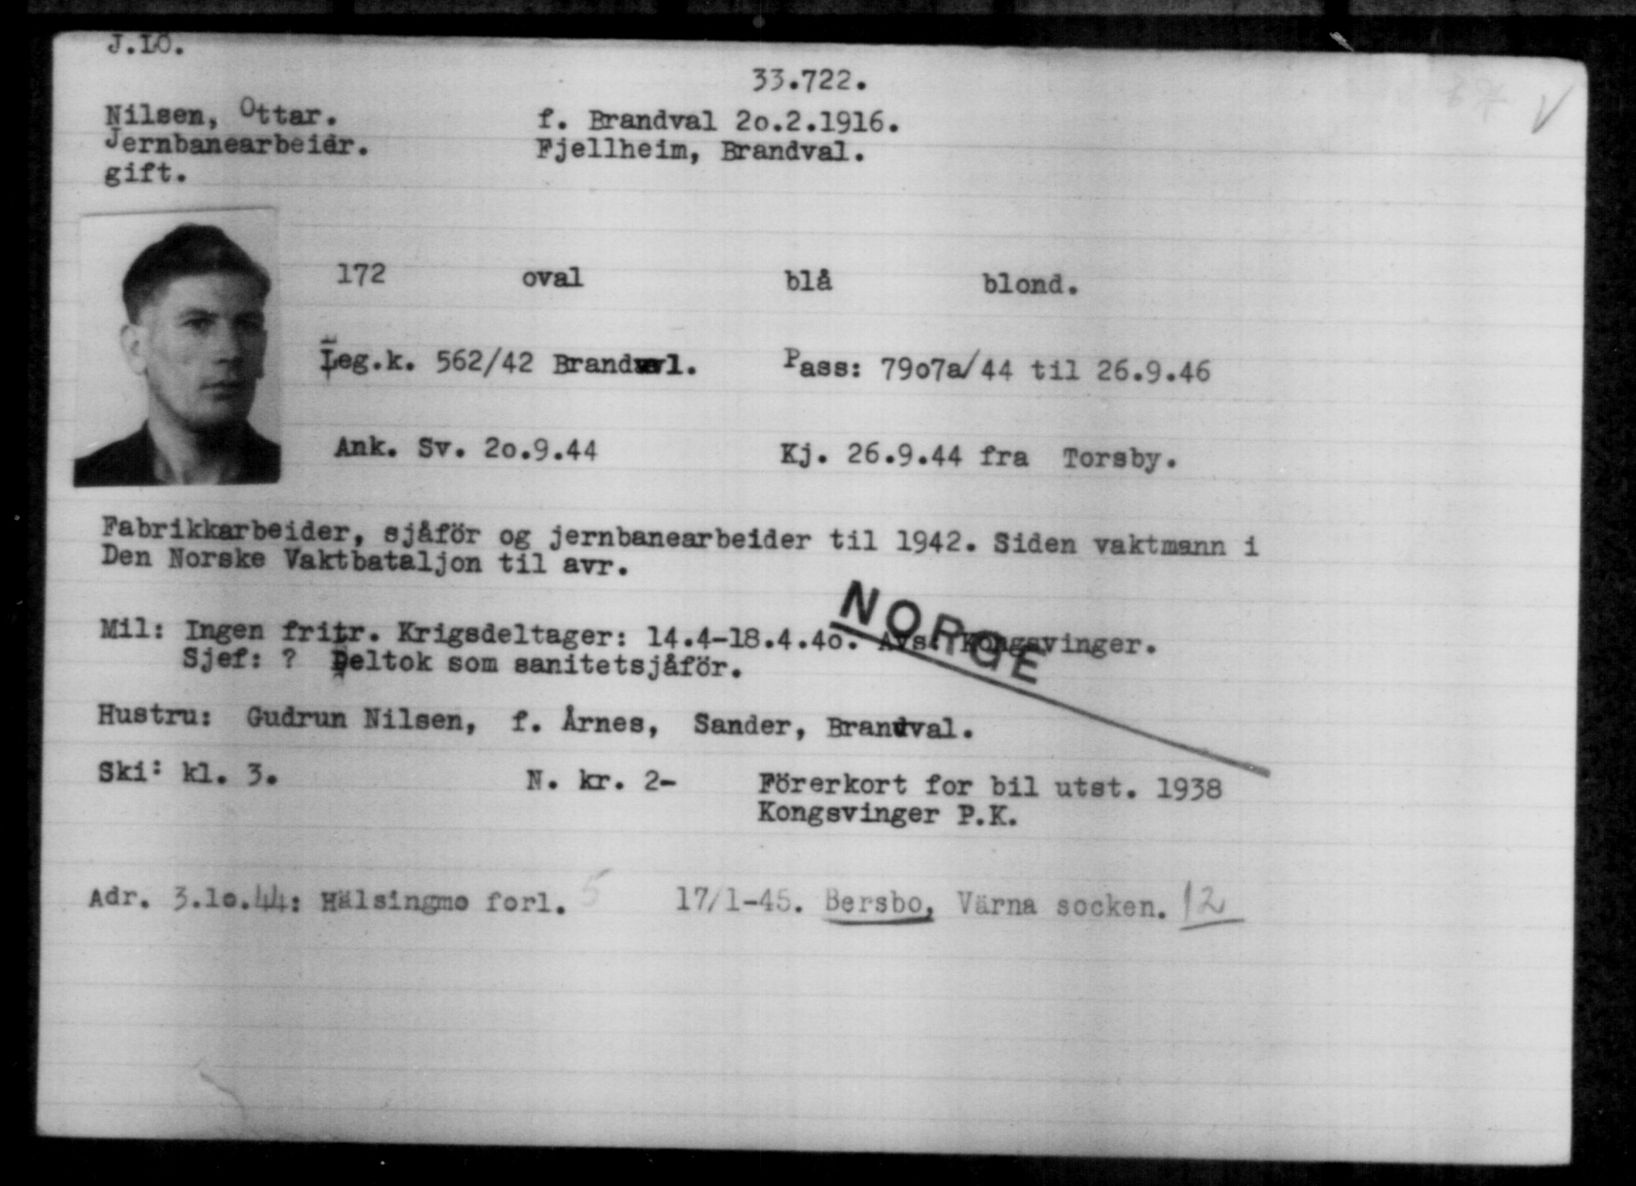 J.LÖ.
33.722.
Nilsen, Ottar. f. Brandval 2o.2.1916.
Jernbanearbeidr. Fjellheim, Brandval.
gift.
172 oval blå blond.
Leg.k. 562/42 Brandval. Pass: 79o7a/44 til 26.9.46
Ank. Sv. 2o.9.44 Kj. 26.9.44 fra Torsby.
Fabrikkarbeider, sjåför og jernbanearbeider til 1942. Siden vaktmann i
Den Norske Vaktbataljon til avr.
NORGE
Mil: Ingen fritr. Krigsdeltager: 14.4-18.4.4o. Avs. Kongsvinger.
Sjef: ? Deltok som sanitetsjåför.
Hustru: Gudrun Nilsen, f. Årnes, Sander, Brandval.
Ski: kl. 3. N. kr. 2- Förerkort for bil utst. 1938
Kongsvinger P.K.
Adr. 3.1o.44: Hälsingmo forl. 5 17/1-45. Bersbo, Värna socken. 12